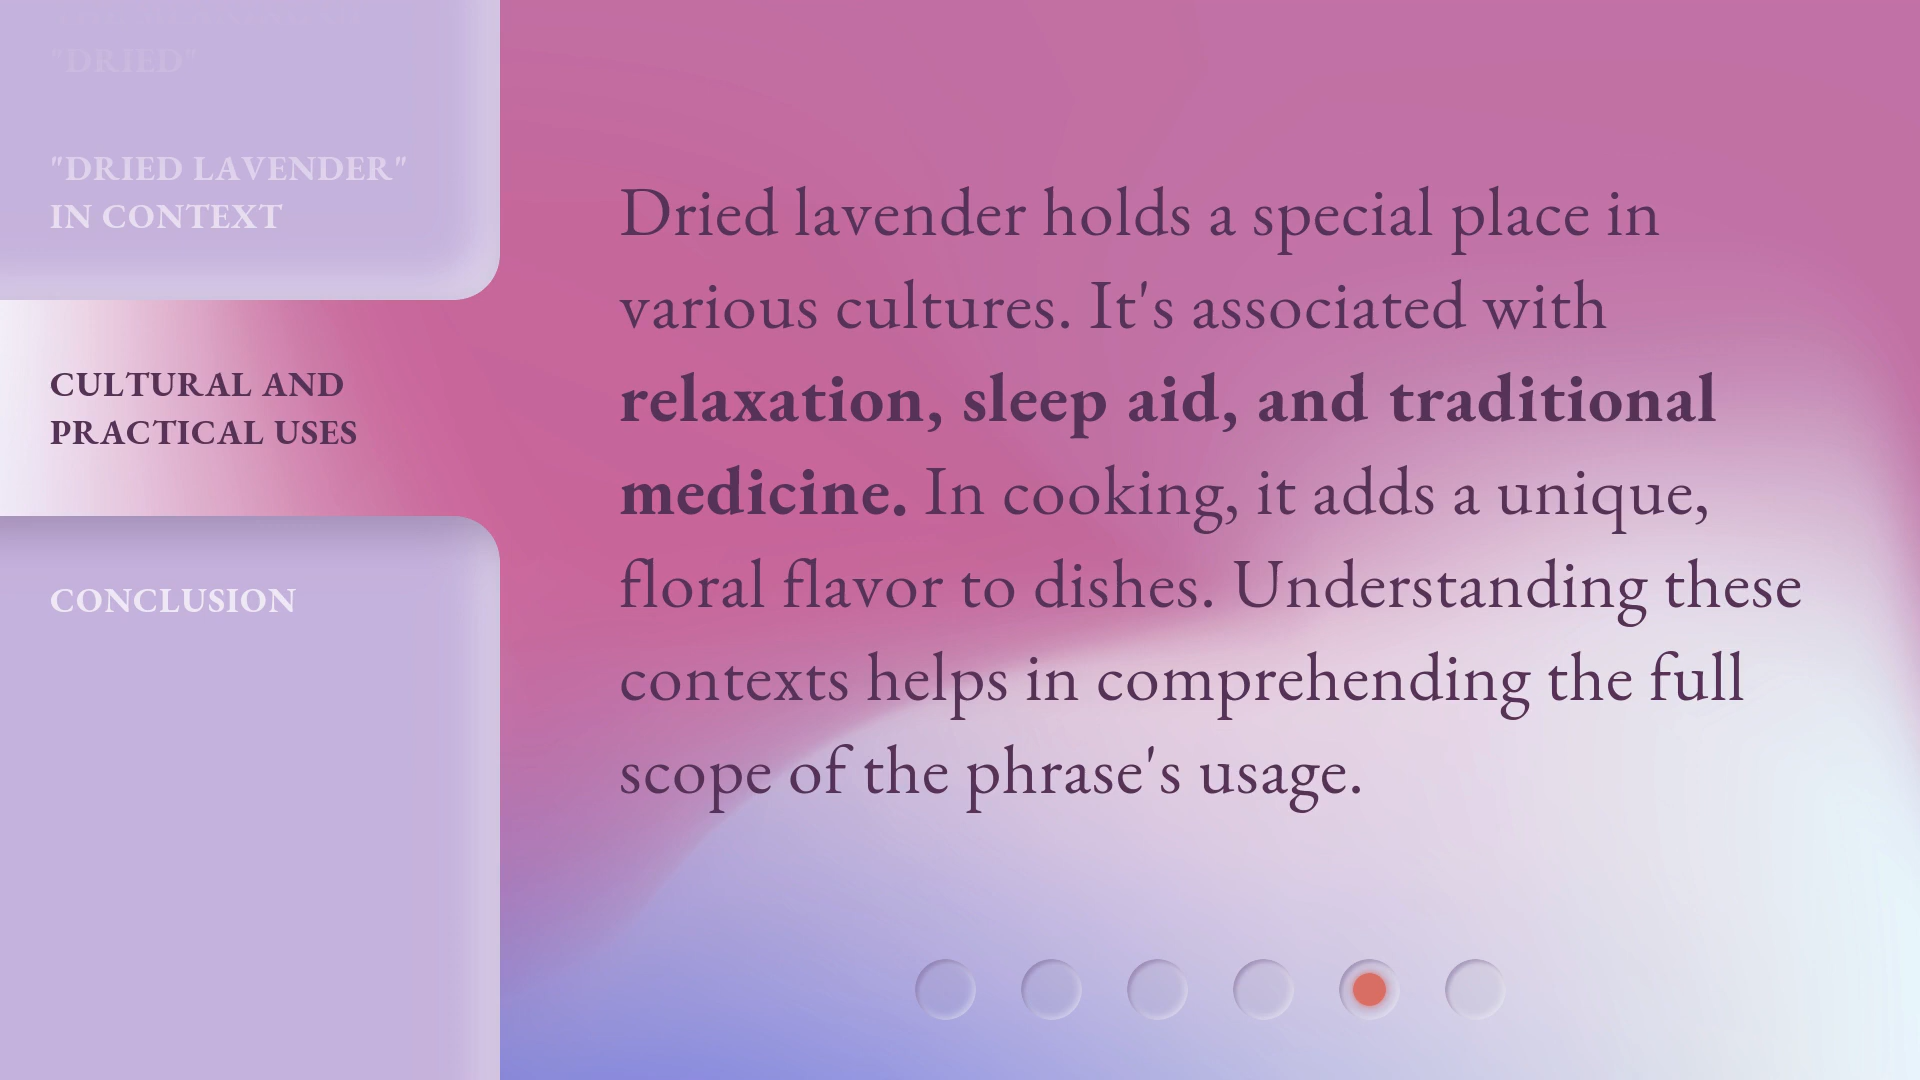 "DRIED"
"DRIED LAVENDER"
IN CONTEXT
CULTURAL AND
PRACTICAL USES
CONCLUSION
Dried lavender holds a special place in
various cultures. It's associated with
relaxation, sleep aid, and traditional
medicine. In cooking, it adds a unique,
floral flavor to dishes. Understanding these
contexts helps in comprehending the full
scope of the phrase's usage.